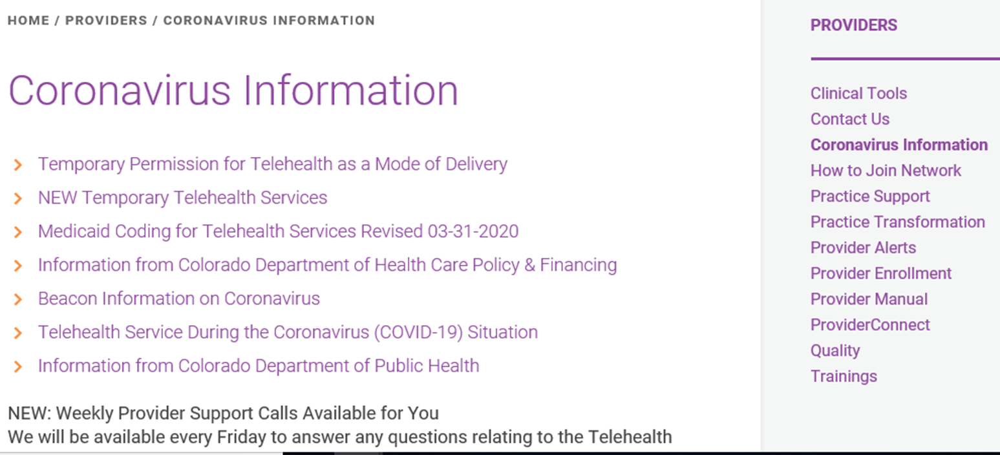 HOME / PROVIDERS / CORONAVIRUS INFORMATION
Coronavirus Information
Temporary Permission for Telehealth as a Mode of Delivery
NEW Temporary Telehealth Services
Medicaid Coding for Telehealth Services Revised 03-31-2020
Information from Colorado Department of Health Care Policy & Financing
Beacon Information on Coronavirus
Telehealth Service During the Coronavirus (COVID-19) Situation
Information from Colorado Department of Public Health
NEW: Weekly Provider Support Calls Available for You
We will be available every Friday to answer any questions relating to the Telehealth
PROVIDERS
Clinical Tools
Contact Us
Coronavirus Information
How to Join Network
Practice Support
Practice Transformation
Provider Alerts
Provider Enrollment
Provider Manual
ProviderConnect
Quality
Trainings